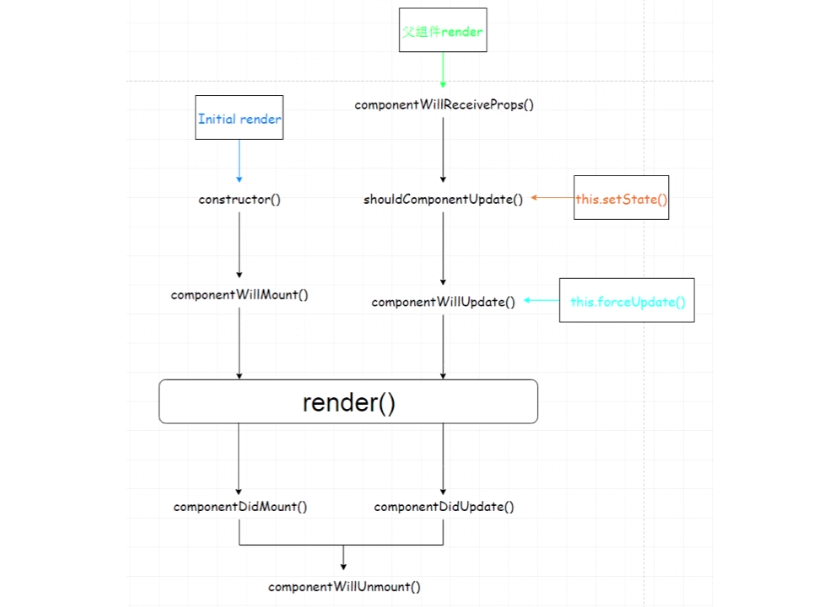 父组件render
componentWillReceiveProps()
Initial render
constructor()
shouldComponentUpdate()
this.setState()
componentWillMount()
componentWillUpdate()
this.forceUpdate()
render()
componentDidMount()
componentDidUpdate()
componentWillUnmount()